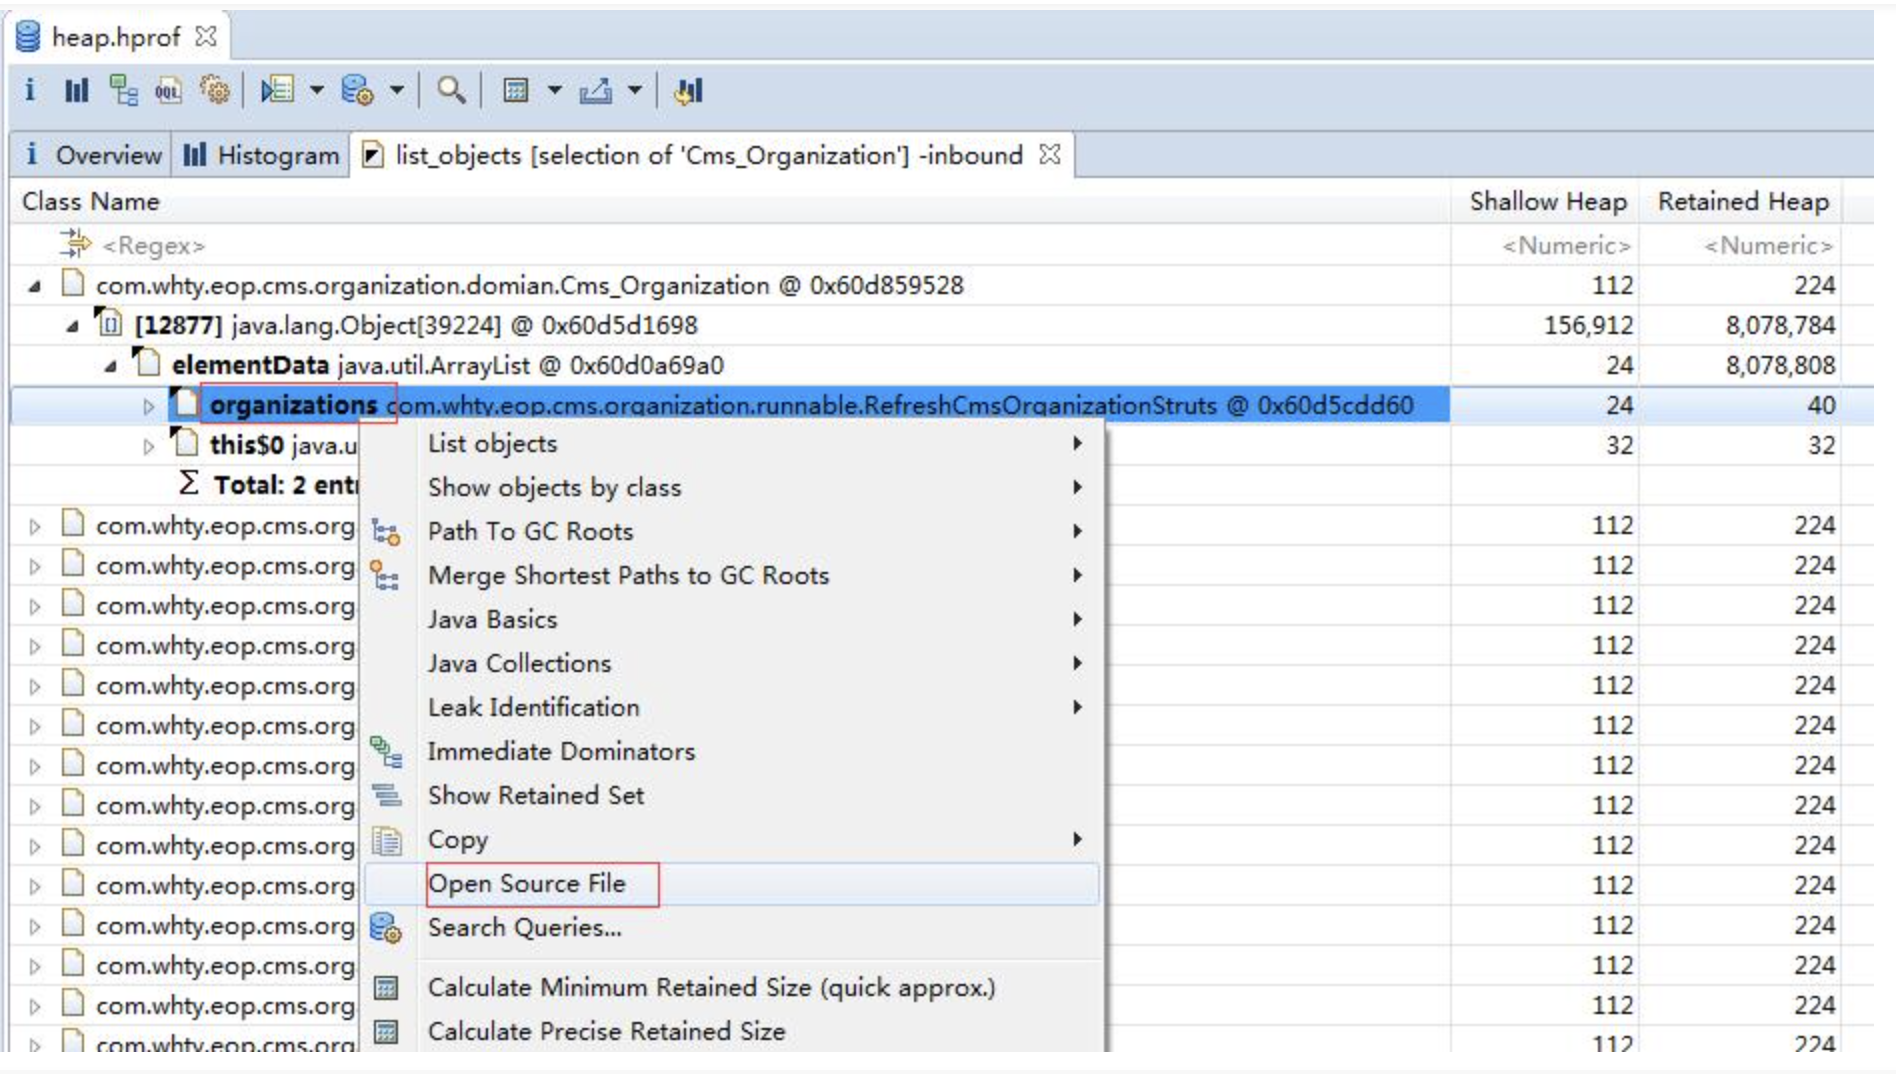 heap.hprof
i OQL
i Overview Histogram list_objects [selection of 'Cms_Organization'] -inbound
Class Name Shallow Heap Retained Heap
<Regex> <Numeric> <Numeric>
com.whty.eop.cms.organization.domian.Cms_Organization @ 0x60d859528 112 224
[12877] java.lang.Object[39224] @ 0x60d5d1698 156,912 8,078,784
elementData java.util.ArrayList @ 0x60d0a69a0 24 8,078,808
organizations com.whty.eop.cms.organization.runnable.RefreshCmsOrganizationStruts @ 0x60d5cdd60 24 40
this$0 java.u 32 32
Σ Total: 2 entr
com.whty.eop.cms.org 112 224
com.whty.eop.cms.org 112 224
com.whty.eop.cms.org 112 224
com.whty.eop.cms.org 112 224
com.whty.eop.cms.org 112 224
com.whty.eop.cms.org 112 224
com.whty.eop.cms.org 112 224
com.whty.eop.cms.org 112 224
com.whty.eop.cms.org 112 224
com.whty.eop.cms.org 112 224
com.whty.eop.cms.org 112 224
com.whty.eop.cms.org 112 224
com.whty.eop.cms.org 112 224
com.whty.eop.cms.org 112 224
List objects
Show objects by class
Path To GC Roots
Merge Shortest Paths to GC Roots
Java Basics
Java Collections
Leak Identification
Immediate Dominators
Show Retained Set
Copy
Open Source File
Search Queries...
Calculate Minimum Retained Size (quick approx.)
Calculate Precise Retained Size